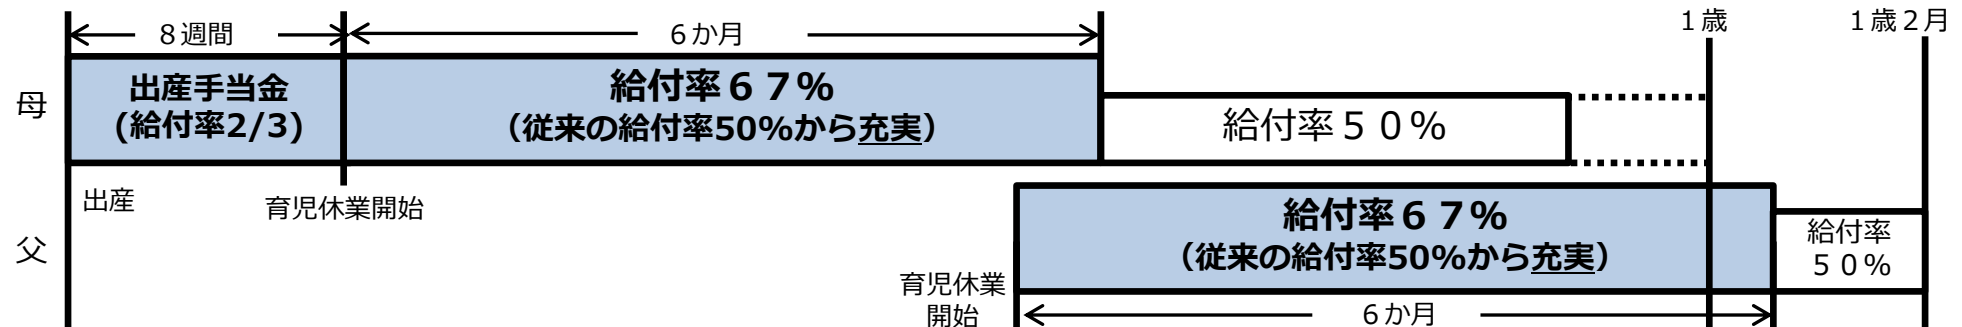 ８週間
６か月
１歳
１歳２月
母
出産手当金
(給付率2/3)
給付率６７%
（従来の給付率50%から充実）
給付率５０%
出産
育児休業開始
父
給付率６７%
（従来の給付率50%から充実）
給付率
５０%
育児休業
開始
６か月